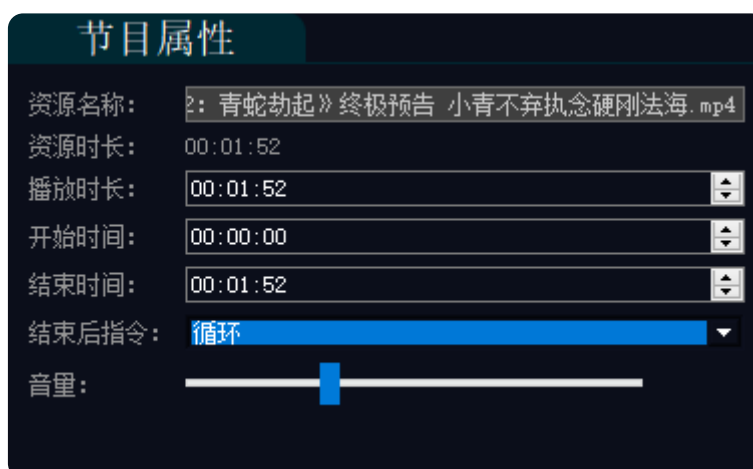 节目属性
资源名称: 2: 青蛇劫起》终极预告 小青不弃执念硬刚法海.mp4
资源时长: 00:01:52
播放时长: 00:01:52
开始时间: 00:00:00
结束时间: 00:01:52
结束后指令: 循环
音量: